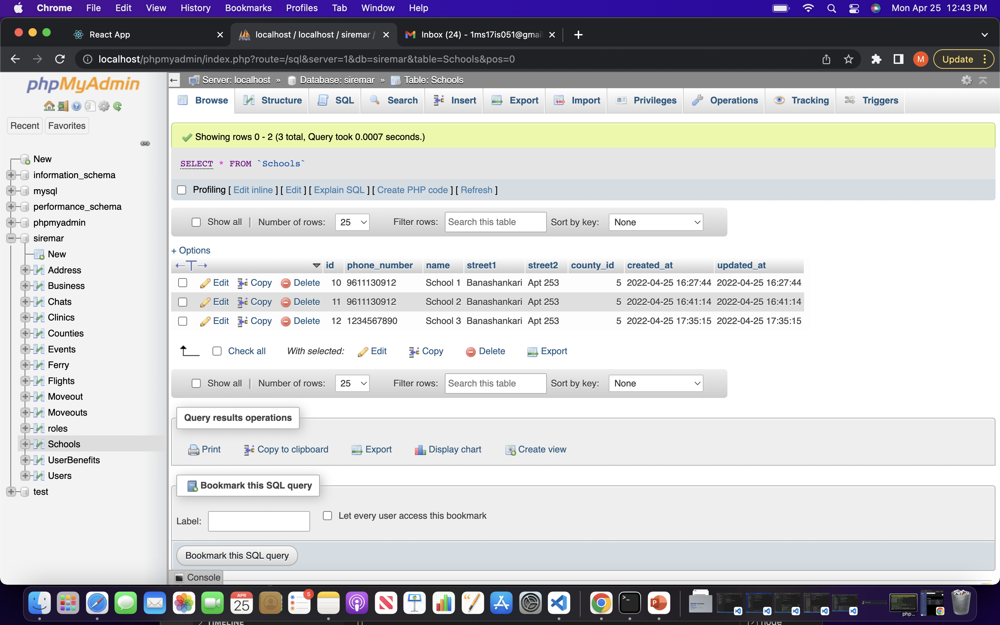 Chrome File Edit View History Bookmarks Profiles Tab Window Help Mon Apr 25 12:43 PM
React App localhost / localhost / siremar / Inbox (24) - 1ms17is051@gmai
localhost/phpmyadmin/index.php?route=/sql&server=1&db=siremar&table=Schools&pos=0 M Update
phpMyAdmin
Recent Favorites
New
information_schema
mysql
performance_schema
phpmyadmin
siremar
New
Address
Business
Chats
Clinics
Counties
Events
Ferry
Flights
Moveout
Moveouts
roles
Schools
UserBenefits
Users
test
Server: localhost » Database: siremar » Table: Schools
Browse Structure SQL Search Insert Export Import Privileges Operations Tracking Triggers
Showing rows 0 - 2 (3 total, Query took 0.0007 seconds.)
SELECT * FROM `Schools`
Profiling [ Edit inline ] [ Edit ] [ Explain SQL ] [ Create PHP code ] [ Refresh ]
Show all | Number of rows: 25 Filter rows: Search this table Sort by key: None
+ Options
←T→ id phone_number name street1 street2 county_id created_at updated_at
Edit Copy Delete 10 9611130912 School 1 Banashankari Apt 253 5 2022-04-25 16:27:44 2022-04-25 16:27:44
Edit Copy Delete 11 9611130912 School 2 Banashankari Apt 253 5 2022-04-25 16:41:14 2022-04-25 16:41:14
Edit Copy Delete 12 1234567890 School 3 Banashankari Apt 253 5 2022-04-25 17:35:15 2022-04-25 17:35:15
Check all With selected: Edit Copy Delete Export
Show all | Number of rows: 25 Filter rows: Search this table Sort by key: None
Query results operations
Print Copy to clipboard Export Display chart Create view
Bookmark this SQL query
Label: Let every user access this bookmark
Bookmark this SQL query
Console
APR
25
5
php...
TIMELINE
node